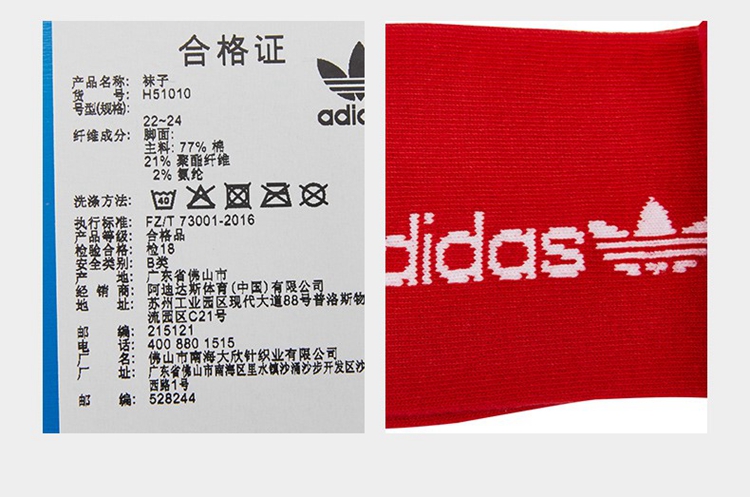 合格证
产品名称: 袜子
货 号: H51010
号型(规格):
22~24
纤维成分: 脚面:
主料: 77% 棉
21% 聚酯纤维
2% 氨纶
adidas
洗涤方法: 40
执行标准: FZ/T 73001-2016
产品等级: 合格品
检验合格: 检18
安全类别: B类
产 地: 广东省佛山市
经 销 商: 阿迪达斯体育（中国）有限公司
地 址: 苏州工业园区现代大道88号普洛斯物
流园区C21号
邮 编: 215121
电 话: 400 880 1515
厂 名: 佛山市南海大欣针织业有限公司
厂 址: 广东省佛山市南海区里水镇沙涌沙步开发区沙
西路1号
邮 编: 528244
adidas